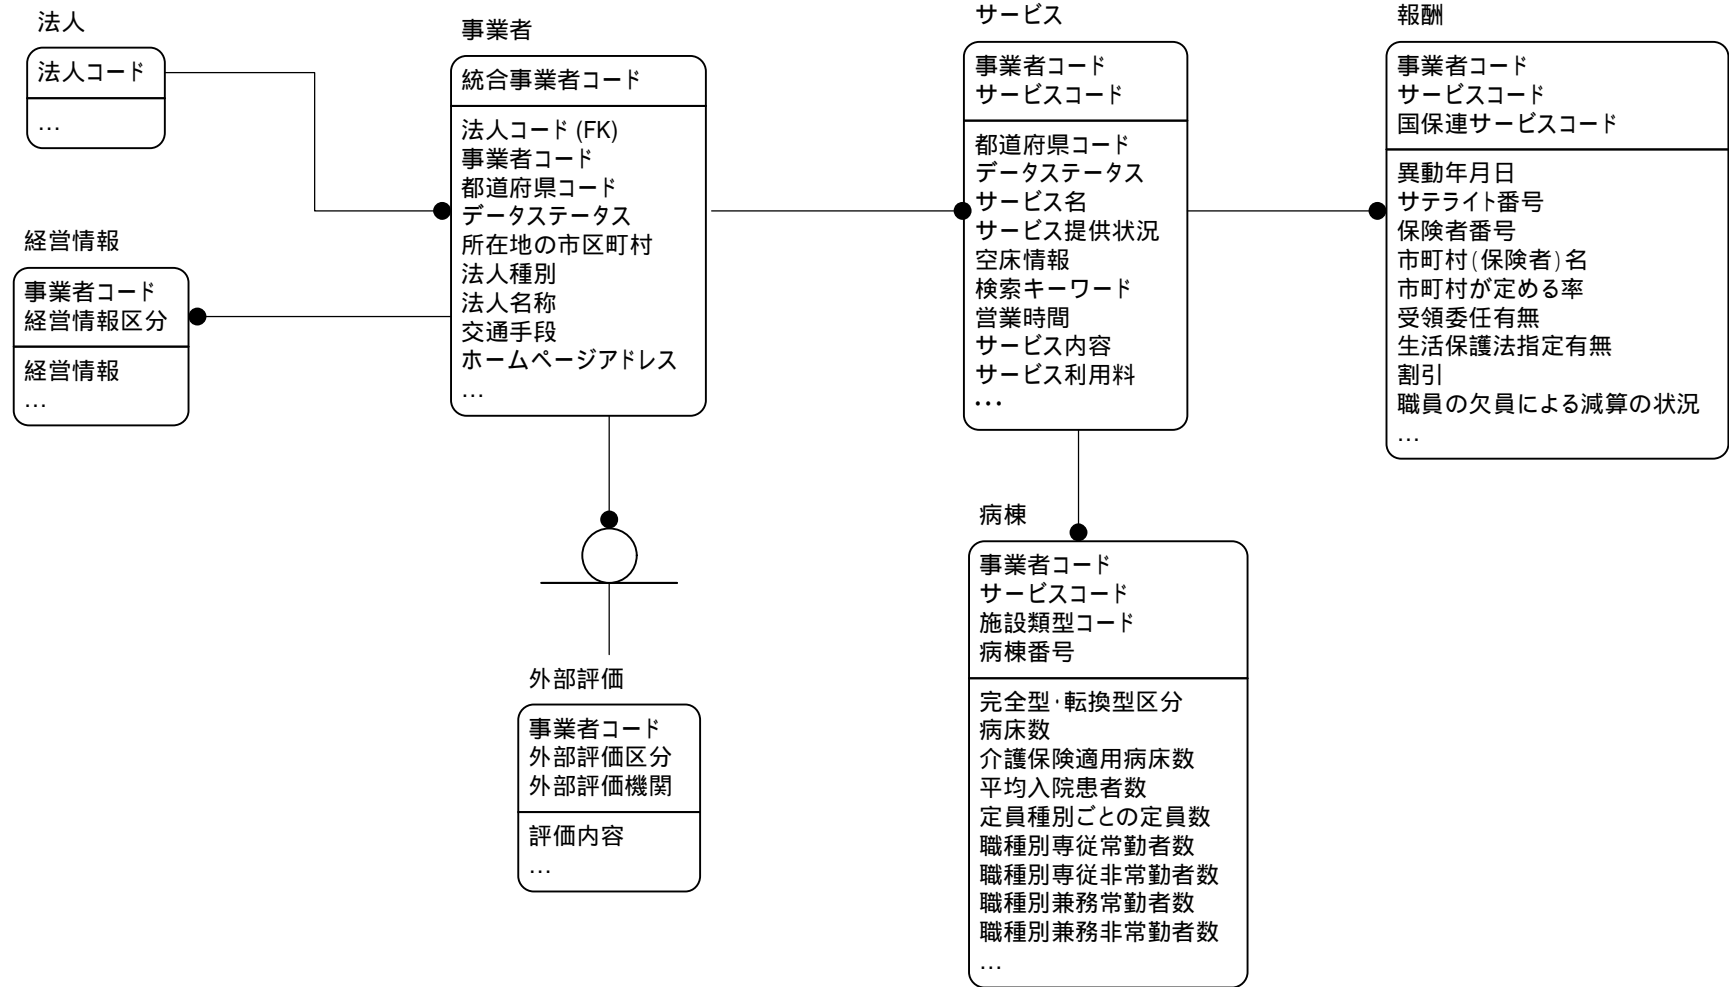 法人
法人コード
…
事業者
統合事業者コード
法人コード (FK)
事業者コード
都道府県コード
データステータス
所在地の市区町村
法人種別
法人名称
交通手段
ホームページアドレス
…
サービス
事業者コード
サービスコード
都道府県コード
データステータス
サービス名
サービス提供状況
空床情報
検索キーワード
営業時間
サービス内容
サービス利用料
…
報酬
事業者コード
サービスコード
国保連サービスコード
異動年月日
サテライト番号
保険者番号
市町村(保険者)名
市町村が定める率
受領委任有無
生活保護法指定有無
割引
職員の欠員による減算の状況
…
経営情報
事業者コード
経営情報区分
経営情報
…
外部評価
事業者コード
外部評価区分
外部評価機関
評価内容
…
病棟
事業者コード
サービスコード
施設類型コード
病棟番号
完全型・転換型区分
病床数
介護保険適用病床数
平均入院患者数
定員種別ごとの定員数
職種別専従常勤者数
職種別専従非常勤者数
職種別兼務常勤者数
職種別兼務非常勤者数
…